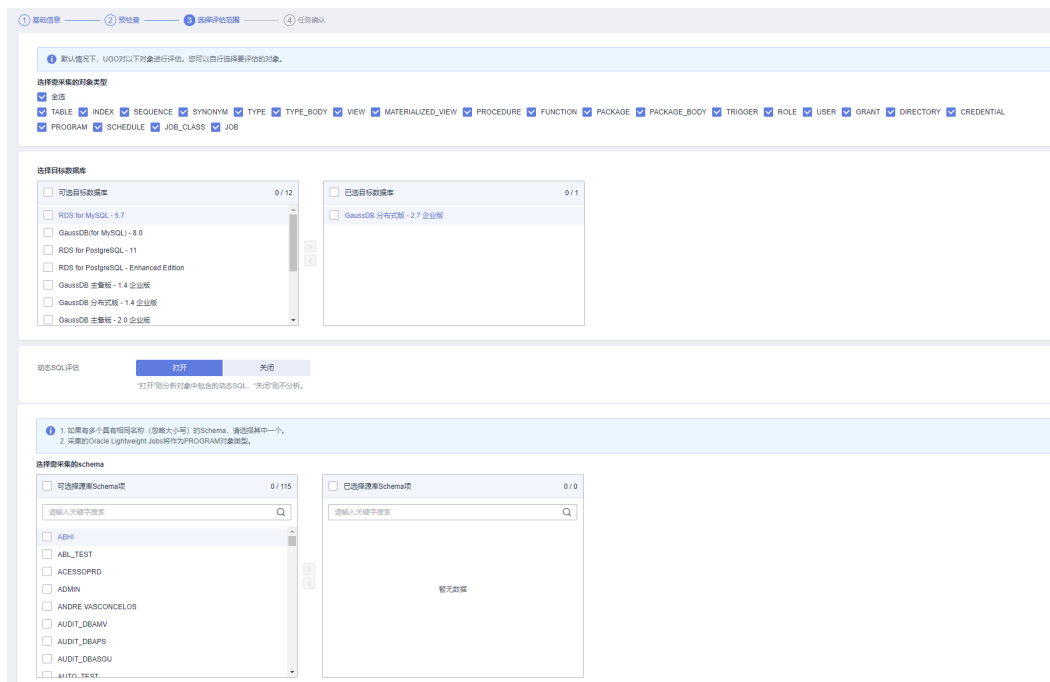 1 基础信息 2 预检查 3 选择评估范围 4 任务确认
默认情况下，UGO对以下对象进行评估。您可以自行选择要评估的对象。
选择要采集的对象类型
全选
TABLE INDEX SEQUENCE SYNONYM TYPE TYPE_BODY VIEW MATERIALIZED_VIEW PROCEDURE FUNCTION PACKAGE PACKAGE_BODY TRIGGER ROLE USER GRANT DIRECTORY CREDENTIAL
PROGRAM SCHEDULE JOB_CLASS JOB
选择目标数据库
可选目标数据库 0 / 12 已选目标数据库 0 / 1
RDS for MySQL - 5.7 GaussDB 分布式版 - 2.7 企业版
GaussDB(for MySQL) - 8.0
RDS for PostgreSQL - 11
RDS for PostgreSQL - Enhanced Edition
GaussDB 主备版 - 1.4 企业版
GaussDB 分布式版 - 1.4 企业版
GaussDB 主备版 - 2.0 企业版
动态SQL评估 打开 关闭
“打开”则分析对象中包含的动态SQL，“关闭”则不分析。
1. 如果有多个具有相同名称（忽略大小写）的Schema，请选择其中一个。
2. 采集的Oracle Lightweight Jobs将作为PROGRAM对象类型。
选择要采集的schema
可选择源库Schema项 0 / 115 已选择源库Schema项 0 / 0
请输入关键字搜索 请输入关键字搜索
ABHI
ABL_TEST
ACESSOPRD
ADMIN 暂无数据
ANDRE.VASCONCELOS
AUDIT_DBAMV
AUDIT_DBAPS
AUDIT_DBASGU
AUTO_TEST